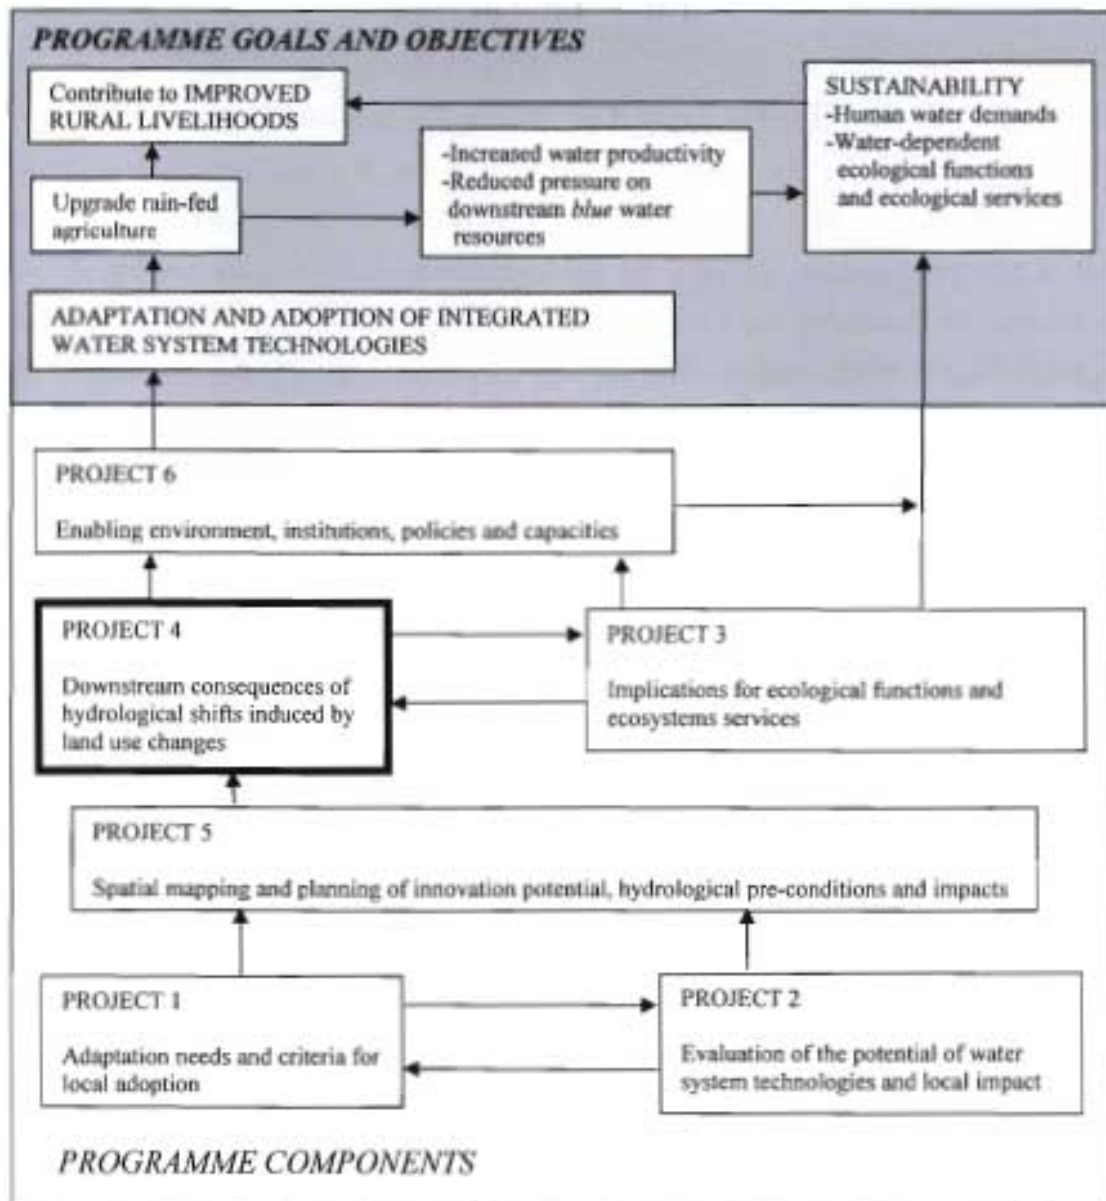 PROGRAMME GOALS AND OBJECTIVES
Contribute to IMPROVED
RURAL LIVELIHOODS
SUSTAINABILITY
-Human water demands
-Water-dependent
ecological functions
and ecological services
-Increased water productivity
-Reduced pressure on
downstream blue water
resources
Upgrade rain-fed
agriculture
ADAPTATION AND ADOPTION OF INTEGRATED
WATER SYSTEM TECHNOLOGIES
PROJECT 6
Enabling environment, institutions, policies and capacities
PROJECT 4
Downstream consequences of
hydrological shifts induced by
land use changes
PROJECT 3
Implications for ecological functions and
ecosystems services
PROJECT 5
Spatial mapping and planning of innovation potential, hydrological pre-conditions and impacts
PROJECT 1
Adaptation needs and criteria for
local adoption
PROJECT 2
Evaluation of the potential of water
system technologies and local impact
PROGRAMME COMPONENTS